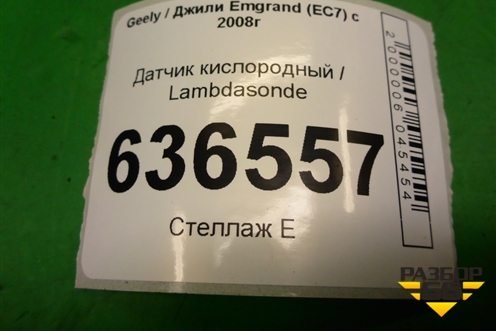 Geely / Джили Emgrand (EC7) с
2008г
Датчик кислородный /
Lambdasonde
636557
Стеллаж Е
2000006045454
РАЗБОР